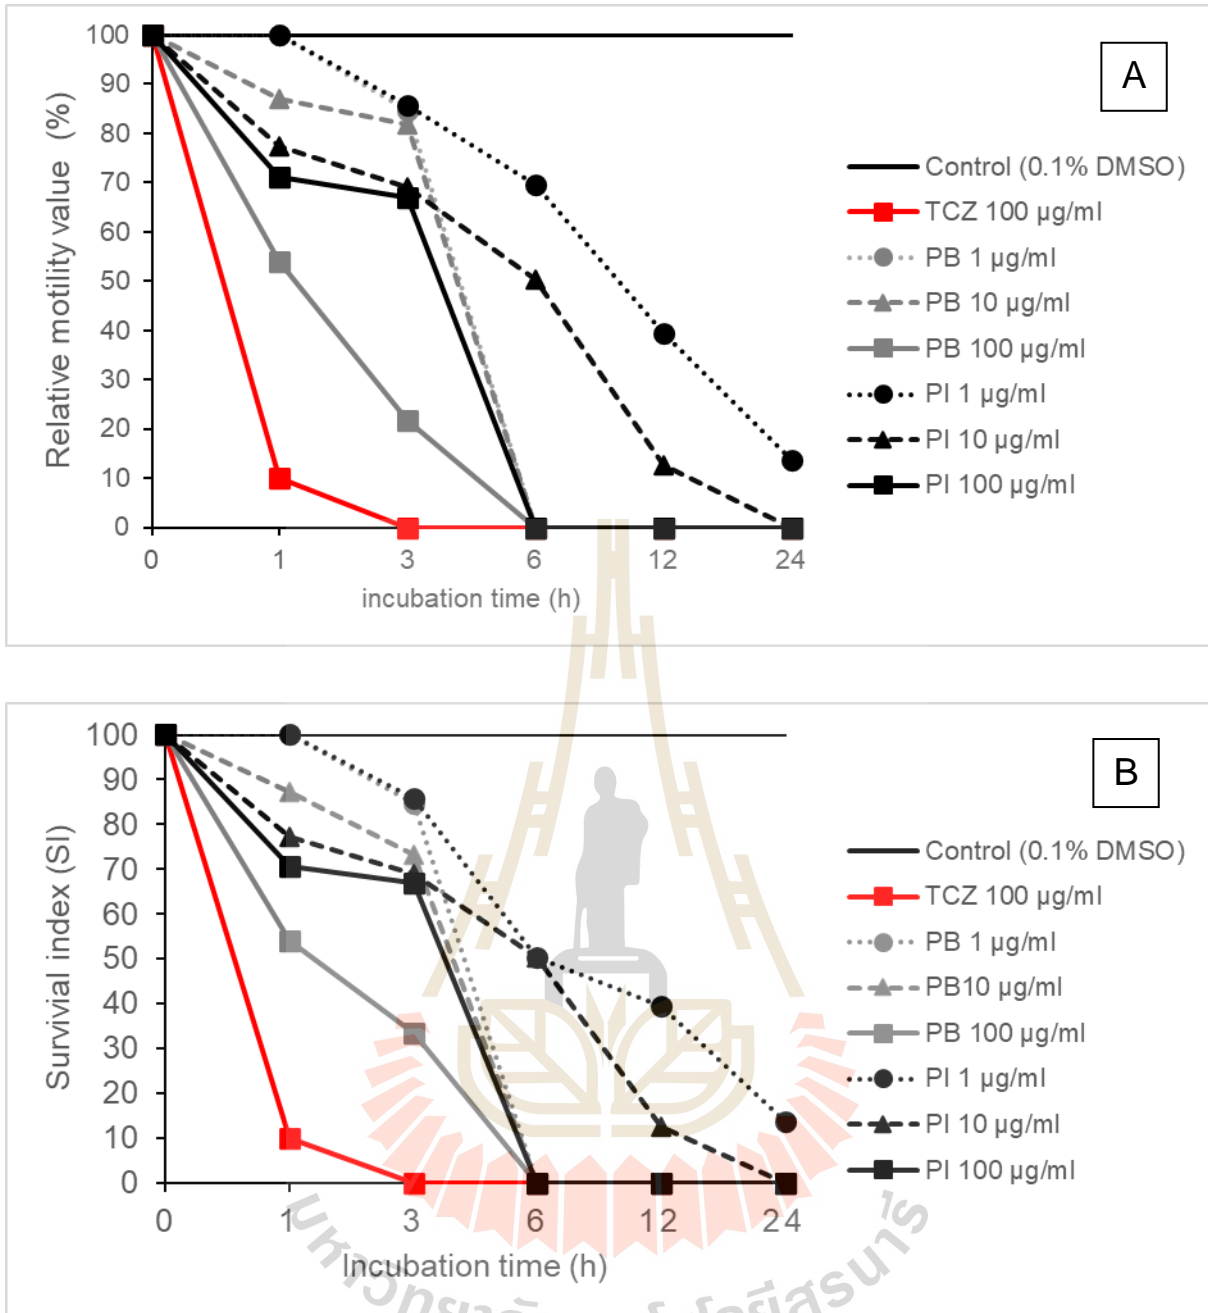 A
Relative motility value (%)
100
90
80
70
60
50
40
30
20
10
0
0 1 3 6 12 24
incubation time (h)
Control (0.1% DMSO)
TCZ 100 µg/ml
PB 1 µg/ml
PB 10 µg/ml
PB 100 µg/ml
PI 1 µg/ml
PI 10 µg/ml
PI 100 µg/ml
B
Survivial index (SI)
100
90
80
70
60
50
40
30
20
10
0
0 1 3 6 12 24
Incubation time (h)
Control (0.1% DMSO)
TCZ 100 µg/ml
PB 1 µg/ml
PB10 µg/ml
PB 100 µg/ml
PI 1 µg/ml
PI 10 µg/ml
PI 100 µg/ml